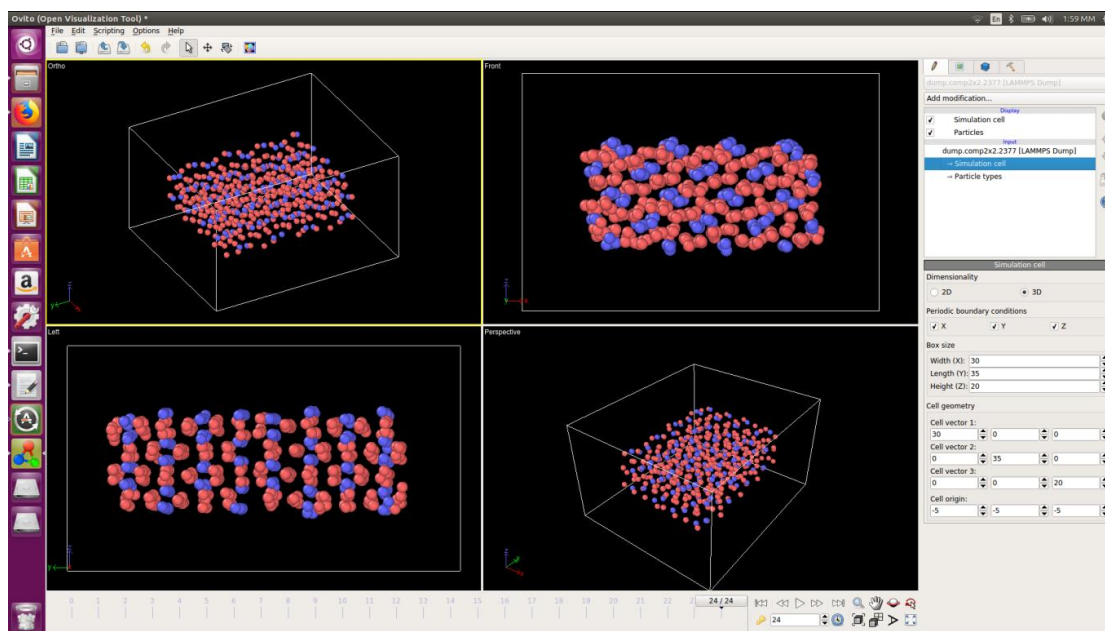 Ovito (Open Visualization Tool) *
En
1:59 MM
File Edit Scripting Options Help
Ortho
Front
dump.comp2x2.2377 [LAMMPS Dump]
Add modification...
Display
Simulation cell
Particles
Input
dump.comp2x2.2377 [LAMMPS Dump]
→ Simulation cell
→ Particle types
Simulation cell
Dimensionality
2D 3D
Periodic boundary conditions
X Y Z
Left
Perspective
Box size
Width (X): 30
Length (Y): 35
Height (Z): 20
Cell geometry
Cell vector 1:
30 0 0
Cell vector 2:
0 35 0
Cell vector 3:
0 0 20
Cell origin:
-5 -5 -5
0 1 2 3 4 5 6 7 8 9 10 11 12 13 14 15 16 17 18 19 20 21 22 24 / 24
24